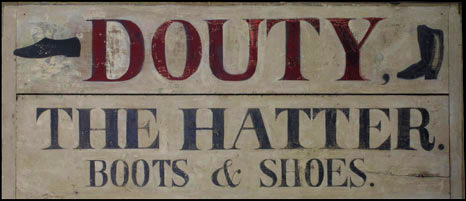 DOUTY,
THE HATTER.
BOOTS & SHOES.